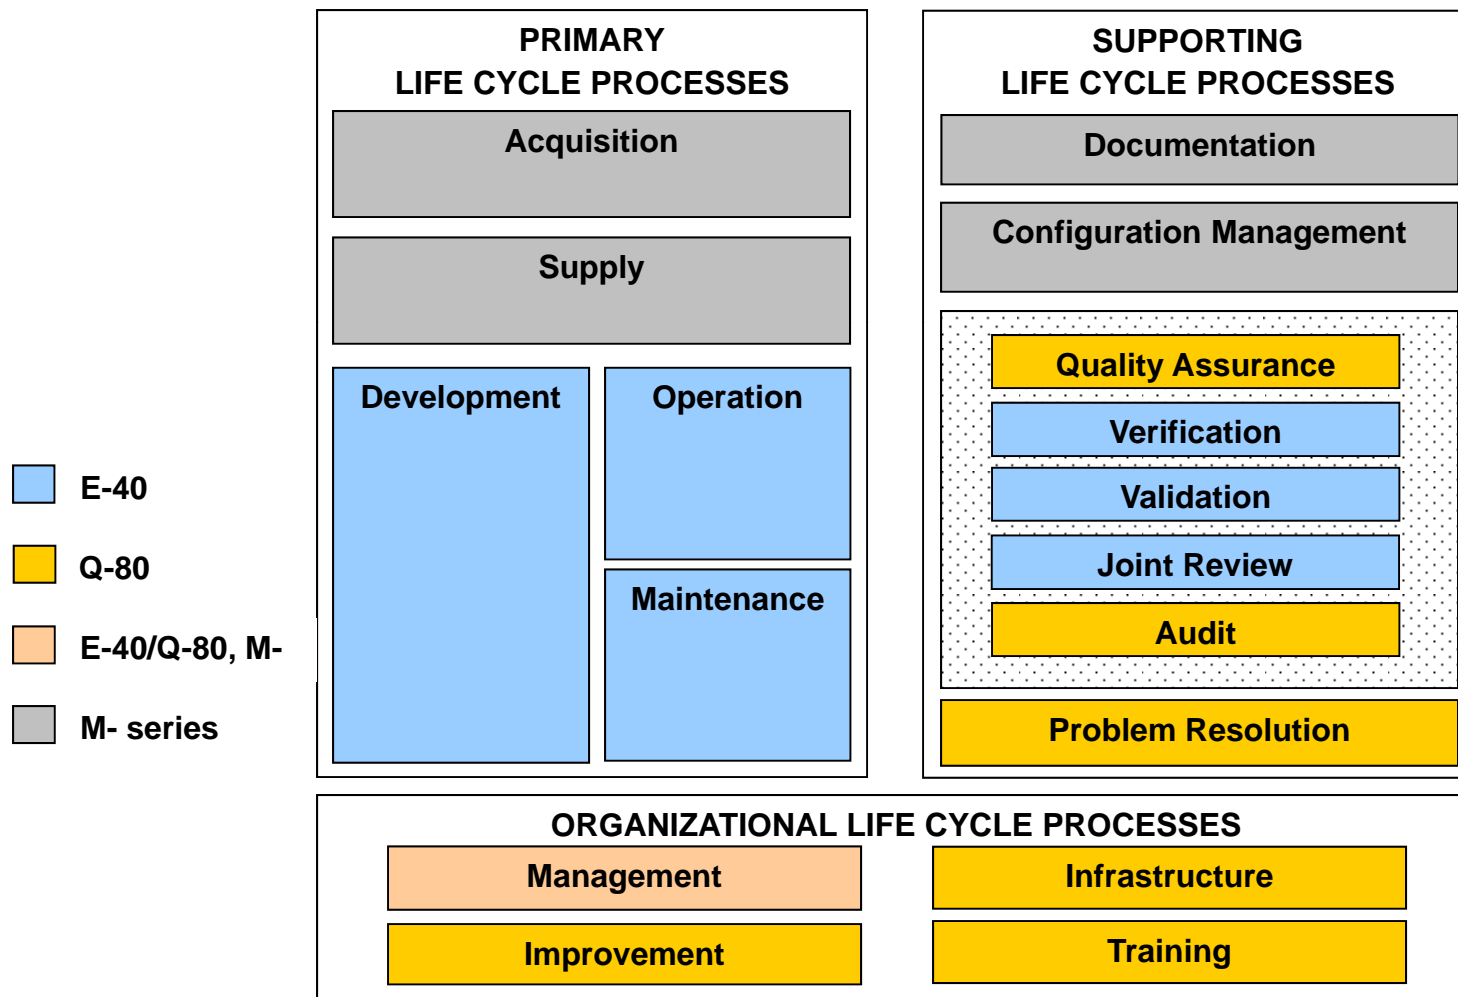 PRIMARY
LIFE CYCLE PROCESSES
Acquisition
Supply
Development
Operation
Maintenance
SUPPORTING
LIFE CYCLE PROCESSES
Documentation
Configuration Management
Quality Assurance
Verification
Validation
Joint Review
Audit
Problem Resolution
E-40
Q-80
E-40/Q-80, M-
M- series
ORGANIZATIONAL LIFE CYCLE PROCESSES
Management
Infrastructure
Improvement
Training